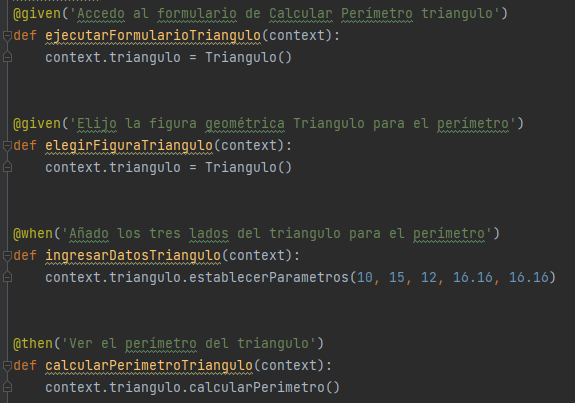 @given('Accedo al formulario de Calcular Perímetro triangulo')
def ejecutarFormularioTriangulo(context):
    context.triangulo = Triangulo()
@given('Elijo la figura geométrica Triangulo para el perimetro')
def elegirFiguraTriangulo(context):
    context.triangulo = Triangulo()
@when('Añado los tres lados del triangulo para el perímetro')
def ingresarDatosTriangulo(context):
    context.triangulo.establecerParametros(10, 15, 12, 16.16, 16.16)
@then('Ver el perimetro del triangulo')
def calcularPerimetroTriangulo(context):
    context.triangulo.calcularPerimetro()